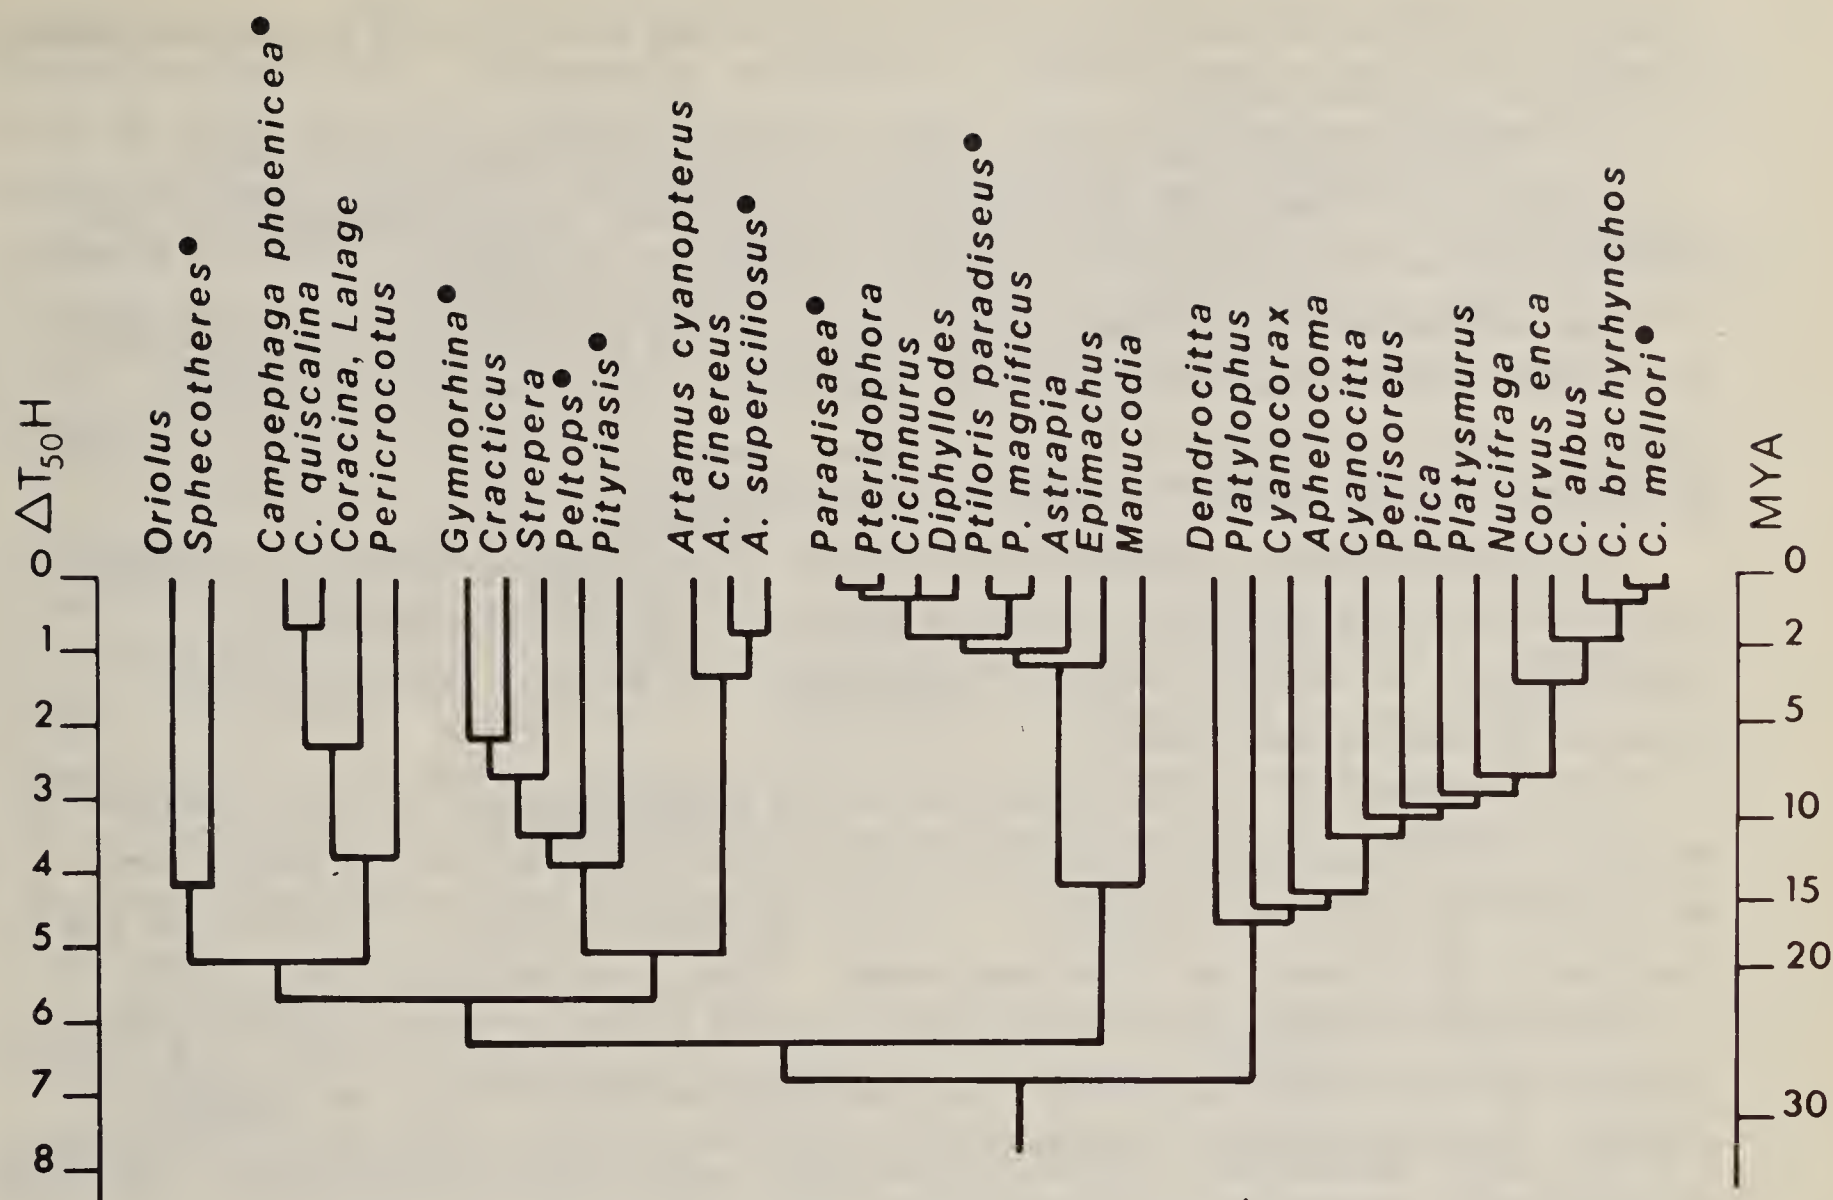 O ΔT50H
1
2
3
4
5
6
7
8
Oriolus
Sphecotheres●
Campephaga phoenicea●
C. quiscalina
Coracina, Lalage
Pericrocotus
Gymnorhina●
Cracticus
Strepera
Peltops●
Pityriasis●
Artamus cyanopterus
A. cinereus
A. superciliosus●
Paradisaea●
Pteridophora
Cicinnurus
Diphyllodes
Ptiloris paradiseus●
P. magnificus
Astrapia
Epimachus
Manucodia
Dendrocitta
Platylophus
Cyanocorax
Aphelocoma
Cyanocitta
Perisoreus
Pica
Platysmurus
Nucifraga
Corvus enca
C. albus
C. brachyrhynchos
C. mellori●
MYA
0
2
5
10
15
20
30